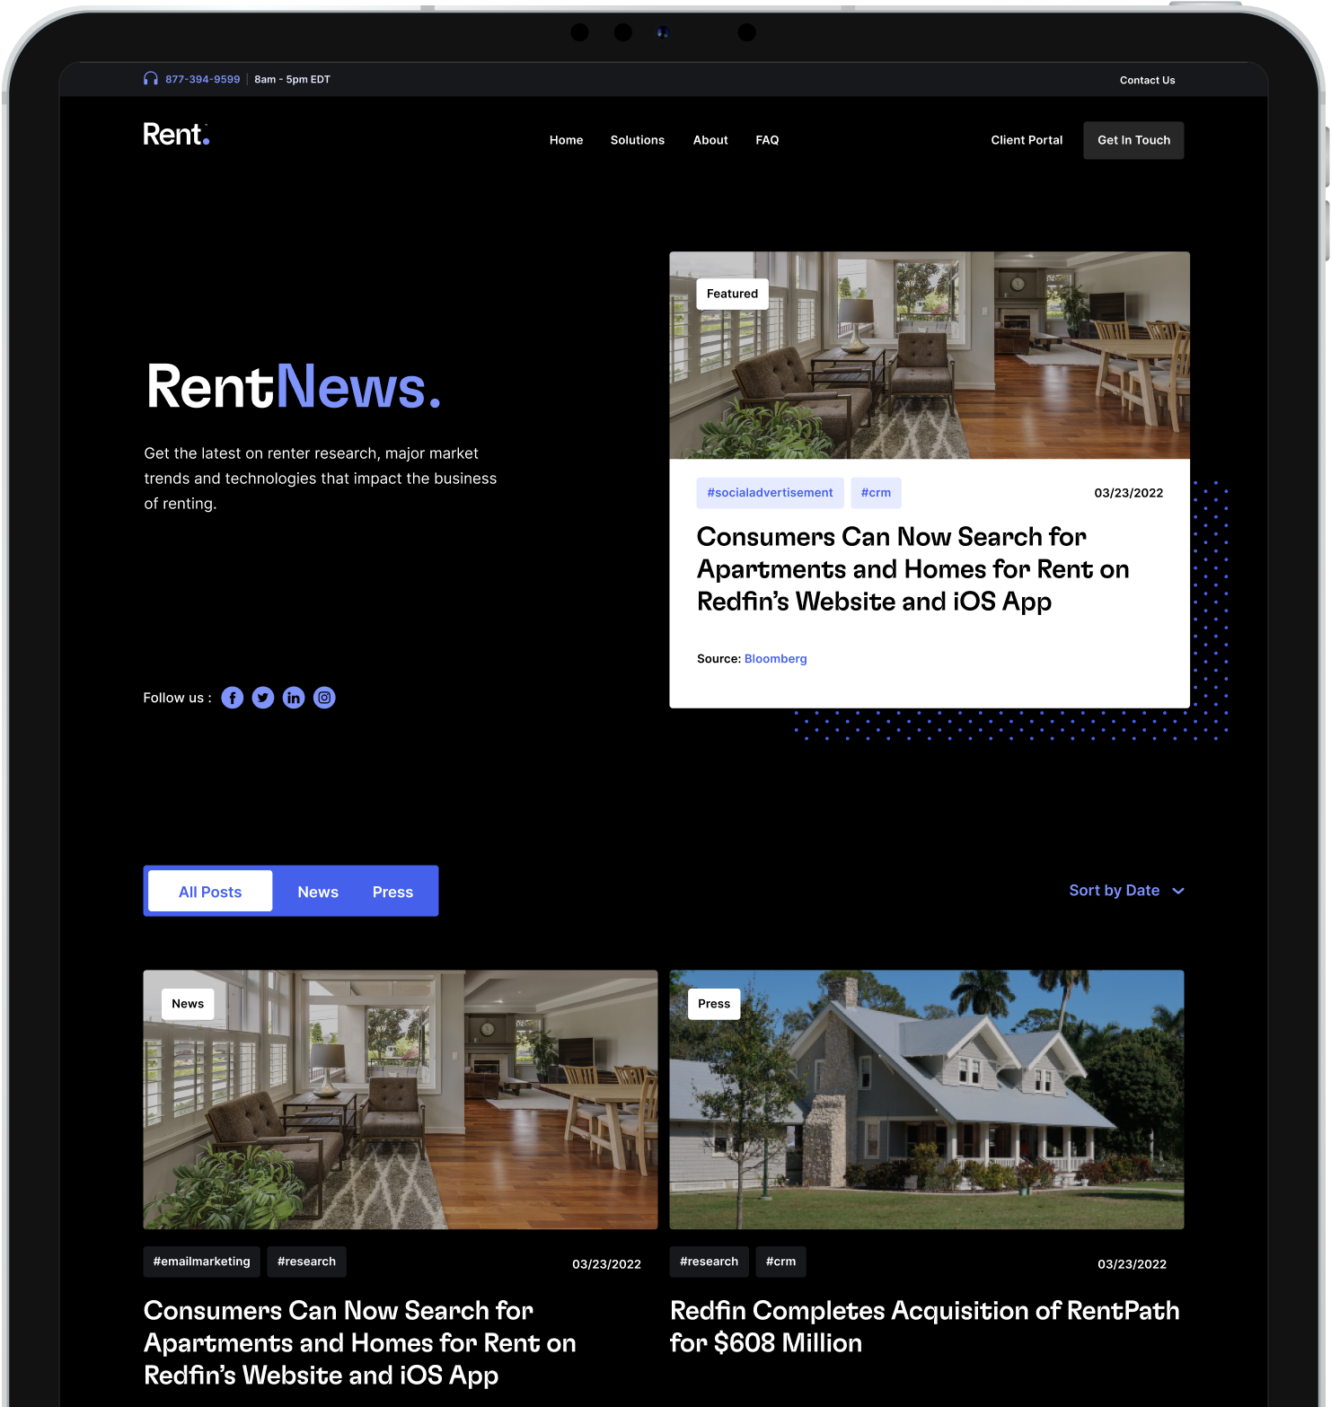 877-394-9599 | 8am - 5pm EDT
Contact Us
Rent.
Home
Solutions
About
FAQ
Client Portal
Get In Touch
Featured
RentNews.
Get the latest on renter research, major market
trends and technologies that impact the business
of renting.
#socialadvertisement
#crm
03/23/2022
Consumers Can Now Search for
Apartments and Homes for Rent on
Redfin’s Website and iOS App
Source: Bloomberg
Follow us :
All Posts
News
Press
Sort by Date
News
#emailmarketing
#research
03/23/2022
Consumers Can Now Search for
Apartments and Homes for Rent on
Redfin’s Website and iOS App
Press
#research
#crm
03/23/2022
Redfin Completes Acquisition of RentPath
for $608 Million